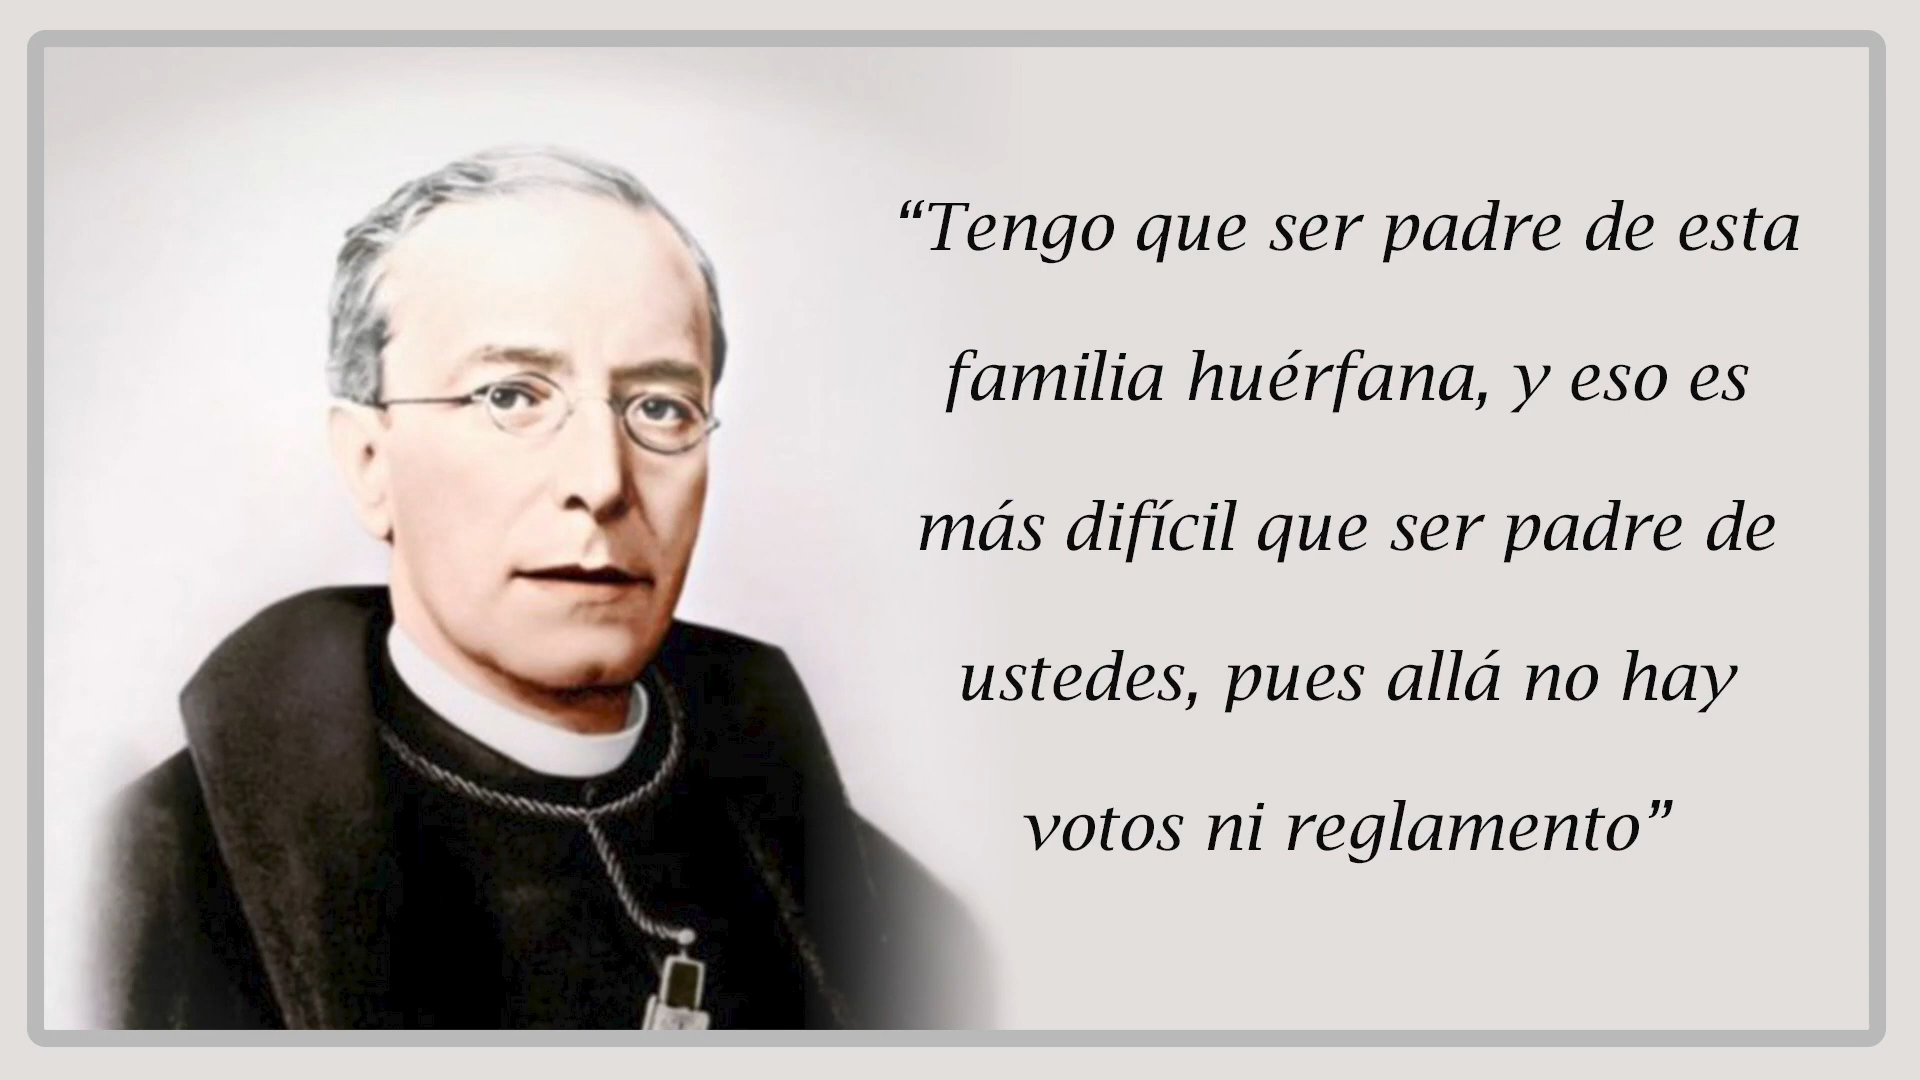 “Tengo que ser padre de esta
familia huérfana, y eso es
más difícil que ser padre de
ustedes, pues allá no hay
votos ni reglamento”